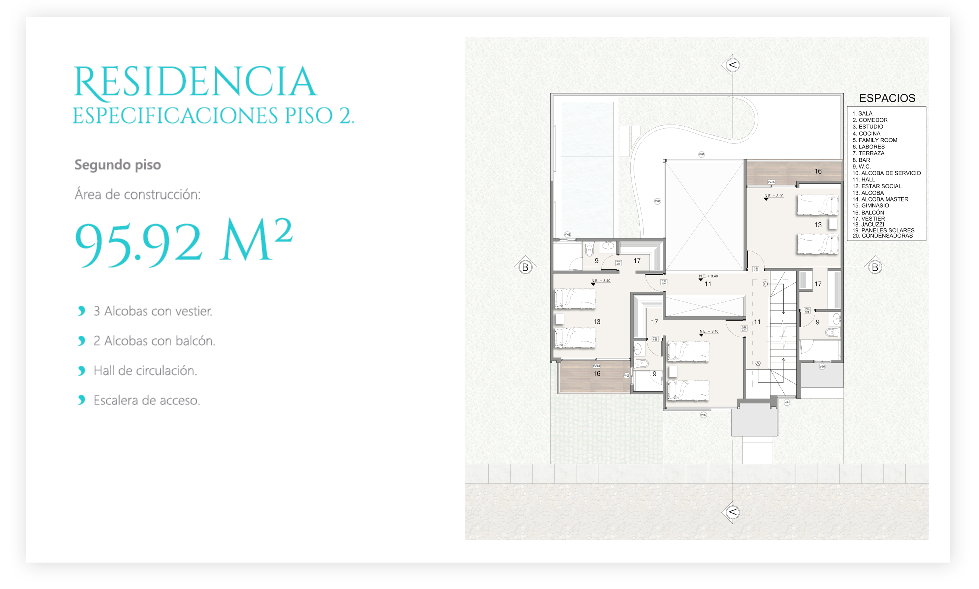 RESIDENCIA
ESPECIFICACIONES PISO 2.
Segundo piso
Área de construcción:
95.92 M²
3 Alcobas con vestier.
2 Alcobas con balcón.
Hall de circulación.
Escalera de acceso.
ESPACIOS
1. SALA
2. COMEDOR
3. ESTUDIO
4. COCINA
5. FAMILY ROOM
6. LABORES
7. TERRAZA
8. BAR
9. W.C
10. ALCOBA DE SERVICIO
11. HALL
12. ESTAR SOCIAL
13. ALCOBA
14. ALCOBA MASTER
15. GIMNASIO
16. BALCÓN
17. VESTIER
18. JACUZZI
19. PANELES SOLARES
20. CONDENSADORAS
A
16
13
B
B
9
17
11
17
13
7
11
9
16
9
A